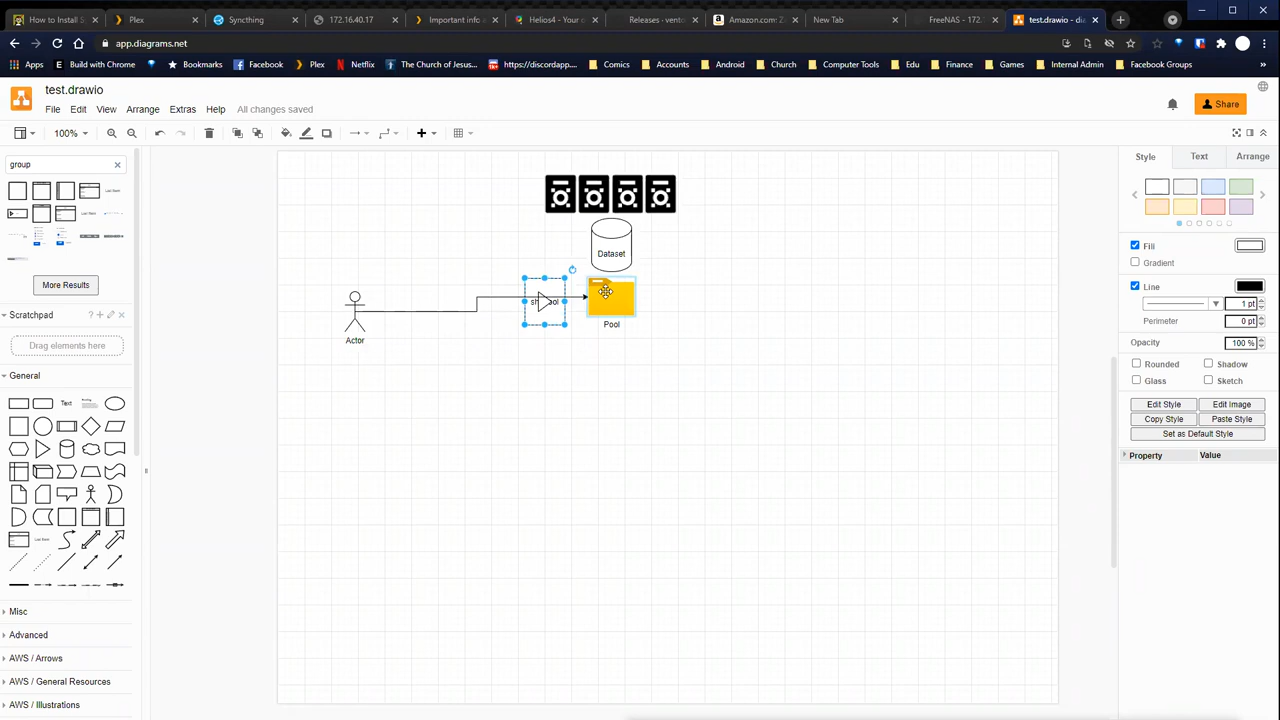 How to Install S
Plex
Syncthing
172.16.40.17
Important info a
Helios4 - Your o
Releases · vento
Amazon.com: Z
New Tab
FreeNAS - 172.
test.drawio - dia
app.diagrams.net
Apps
Build with Chrome
Bookmarks
Facebook
Plex
Netflix
The Church of Jesus...
https://discordapp....
Comics
Accounts
Android
Church
Computer Tools
Edu
Finance
Games
Internal Admin
Facebook Groups
test.drawio
File Edit View Arrange Extras Help All changes saved
Share
100%
group
List Item
More Results
Scratchpad
Drag elements here
General
Text
Heading
List Item
Misc
Advanced
AWS / Arrows
AWS / General Resources
AWS / Illustrations
Dataset
Pool
Actor
Style Text Arrange
Fill
Gradient
Line
1 pt
Perimeter
0 pt
Opacity
100 %
Rounded
Shadow
Glass
Sketch
Edit Style
Edit Image
Copy Style
Paste Style
Set as Default Style
Property
Value